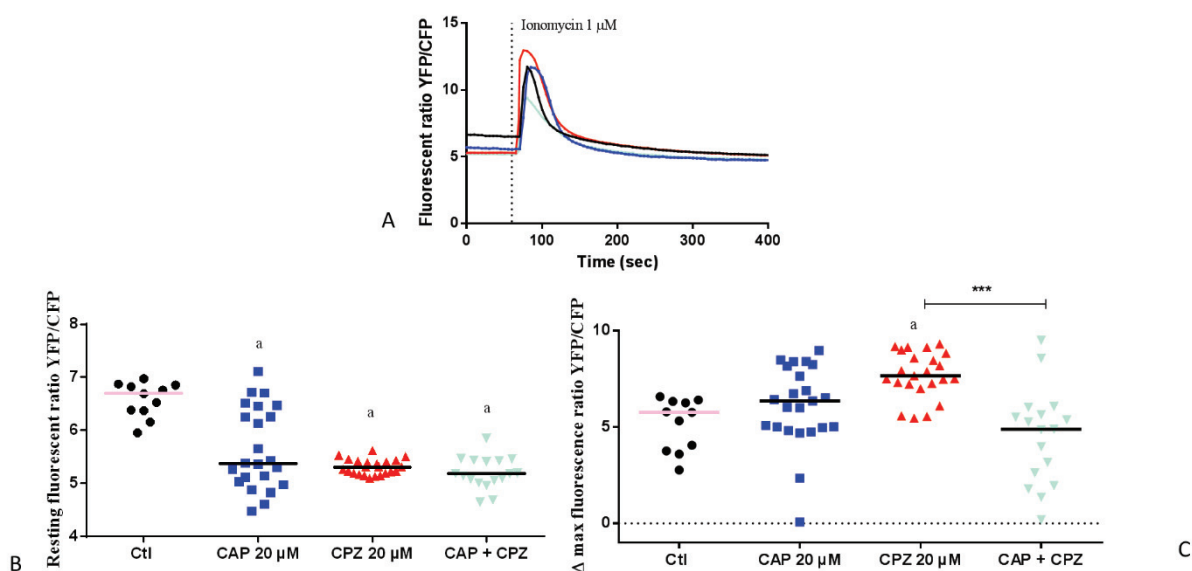 Ionomycin 1 µM
15
10
5
0
Fluorescent ratio YFP/CFP
0 100 200 300 400
Time (sec)
A
8
7
6
5
4
Resting fluorescent ratio YFP/CFP
a
a
a
Ctl CAP 20 µM CPZ 20 µM CAP + CPZ
B
10
5
0
Δ max fluorescence ratio YFP/CFP
***
a
Ctl CAP 20 µM CPZ 20 µM CAP + CPZ
C